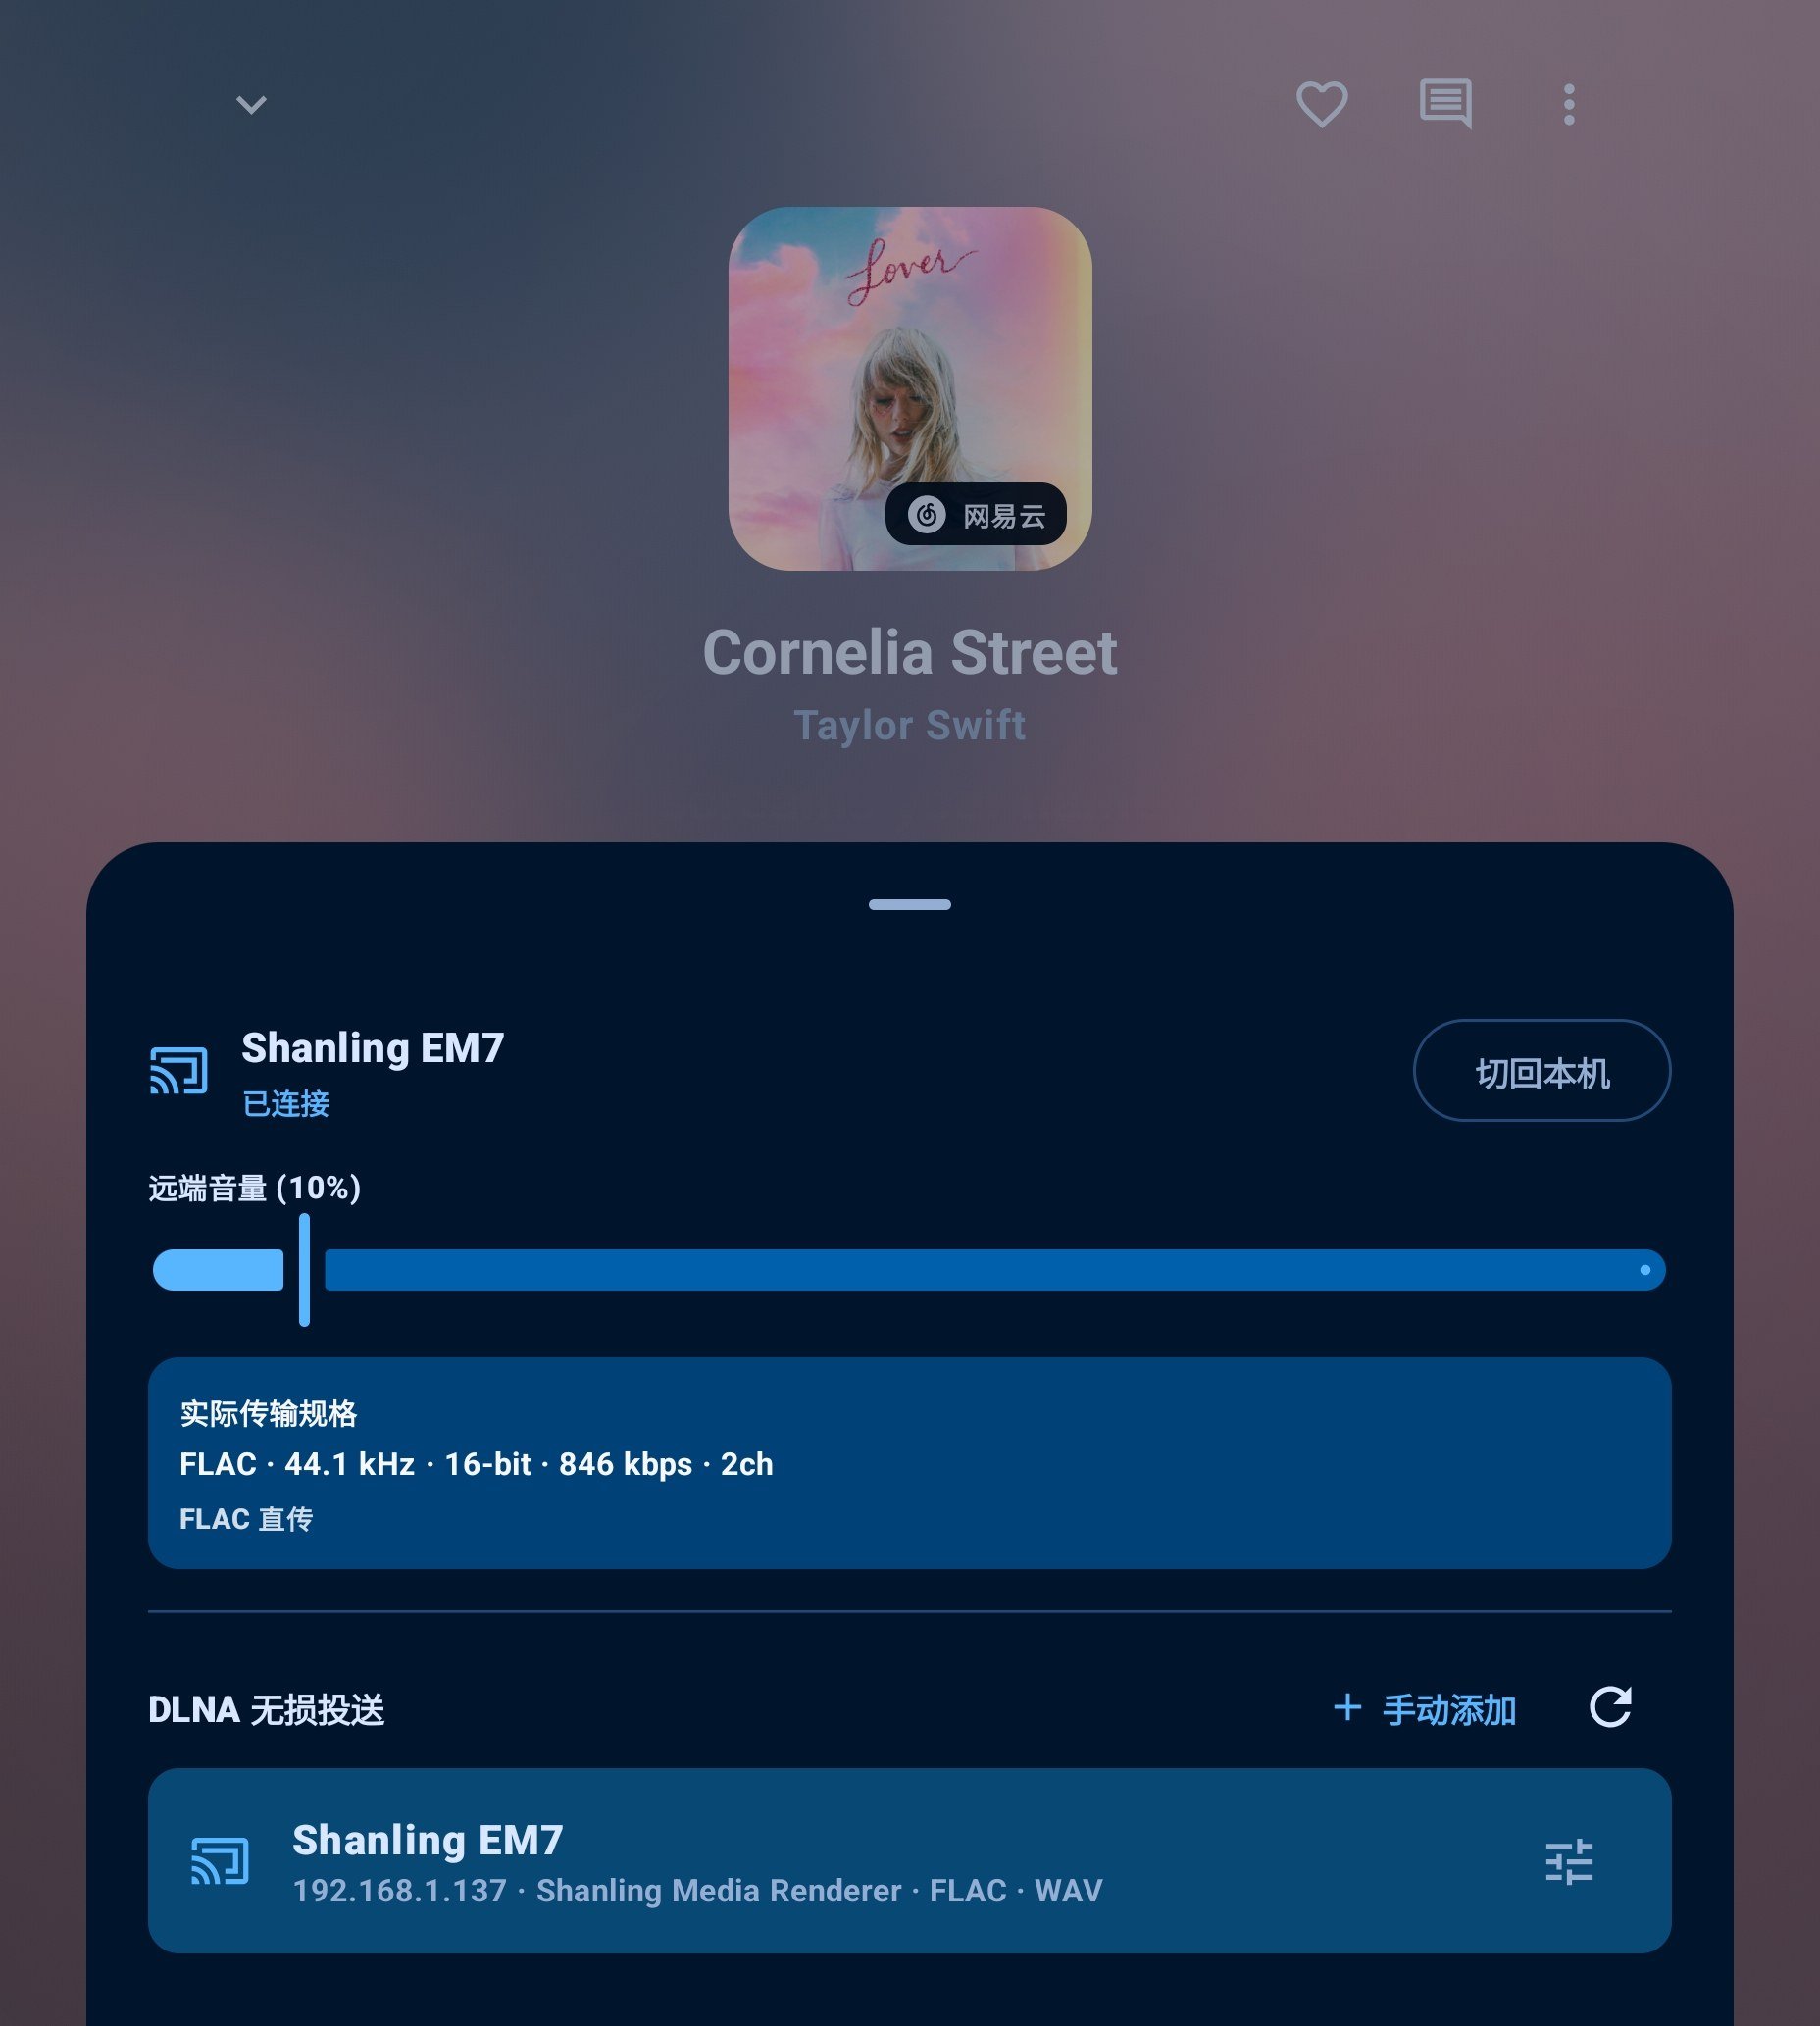 Lover
网易云
Cornelia Street
Taylor Swift
Shanling EM7
已连接
切回本机
远端音量 (10%)
实际传输规格
FLAC · 44.1 kHz · 16-bit · 846 kbps · 2ch
FLAC 直传
DLNA 无损投送
+ 手动添加
Shanling EM7
192.168.1.137 · Shanling Media Renderer · FLAC · WAV